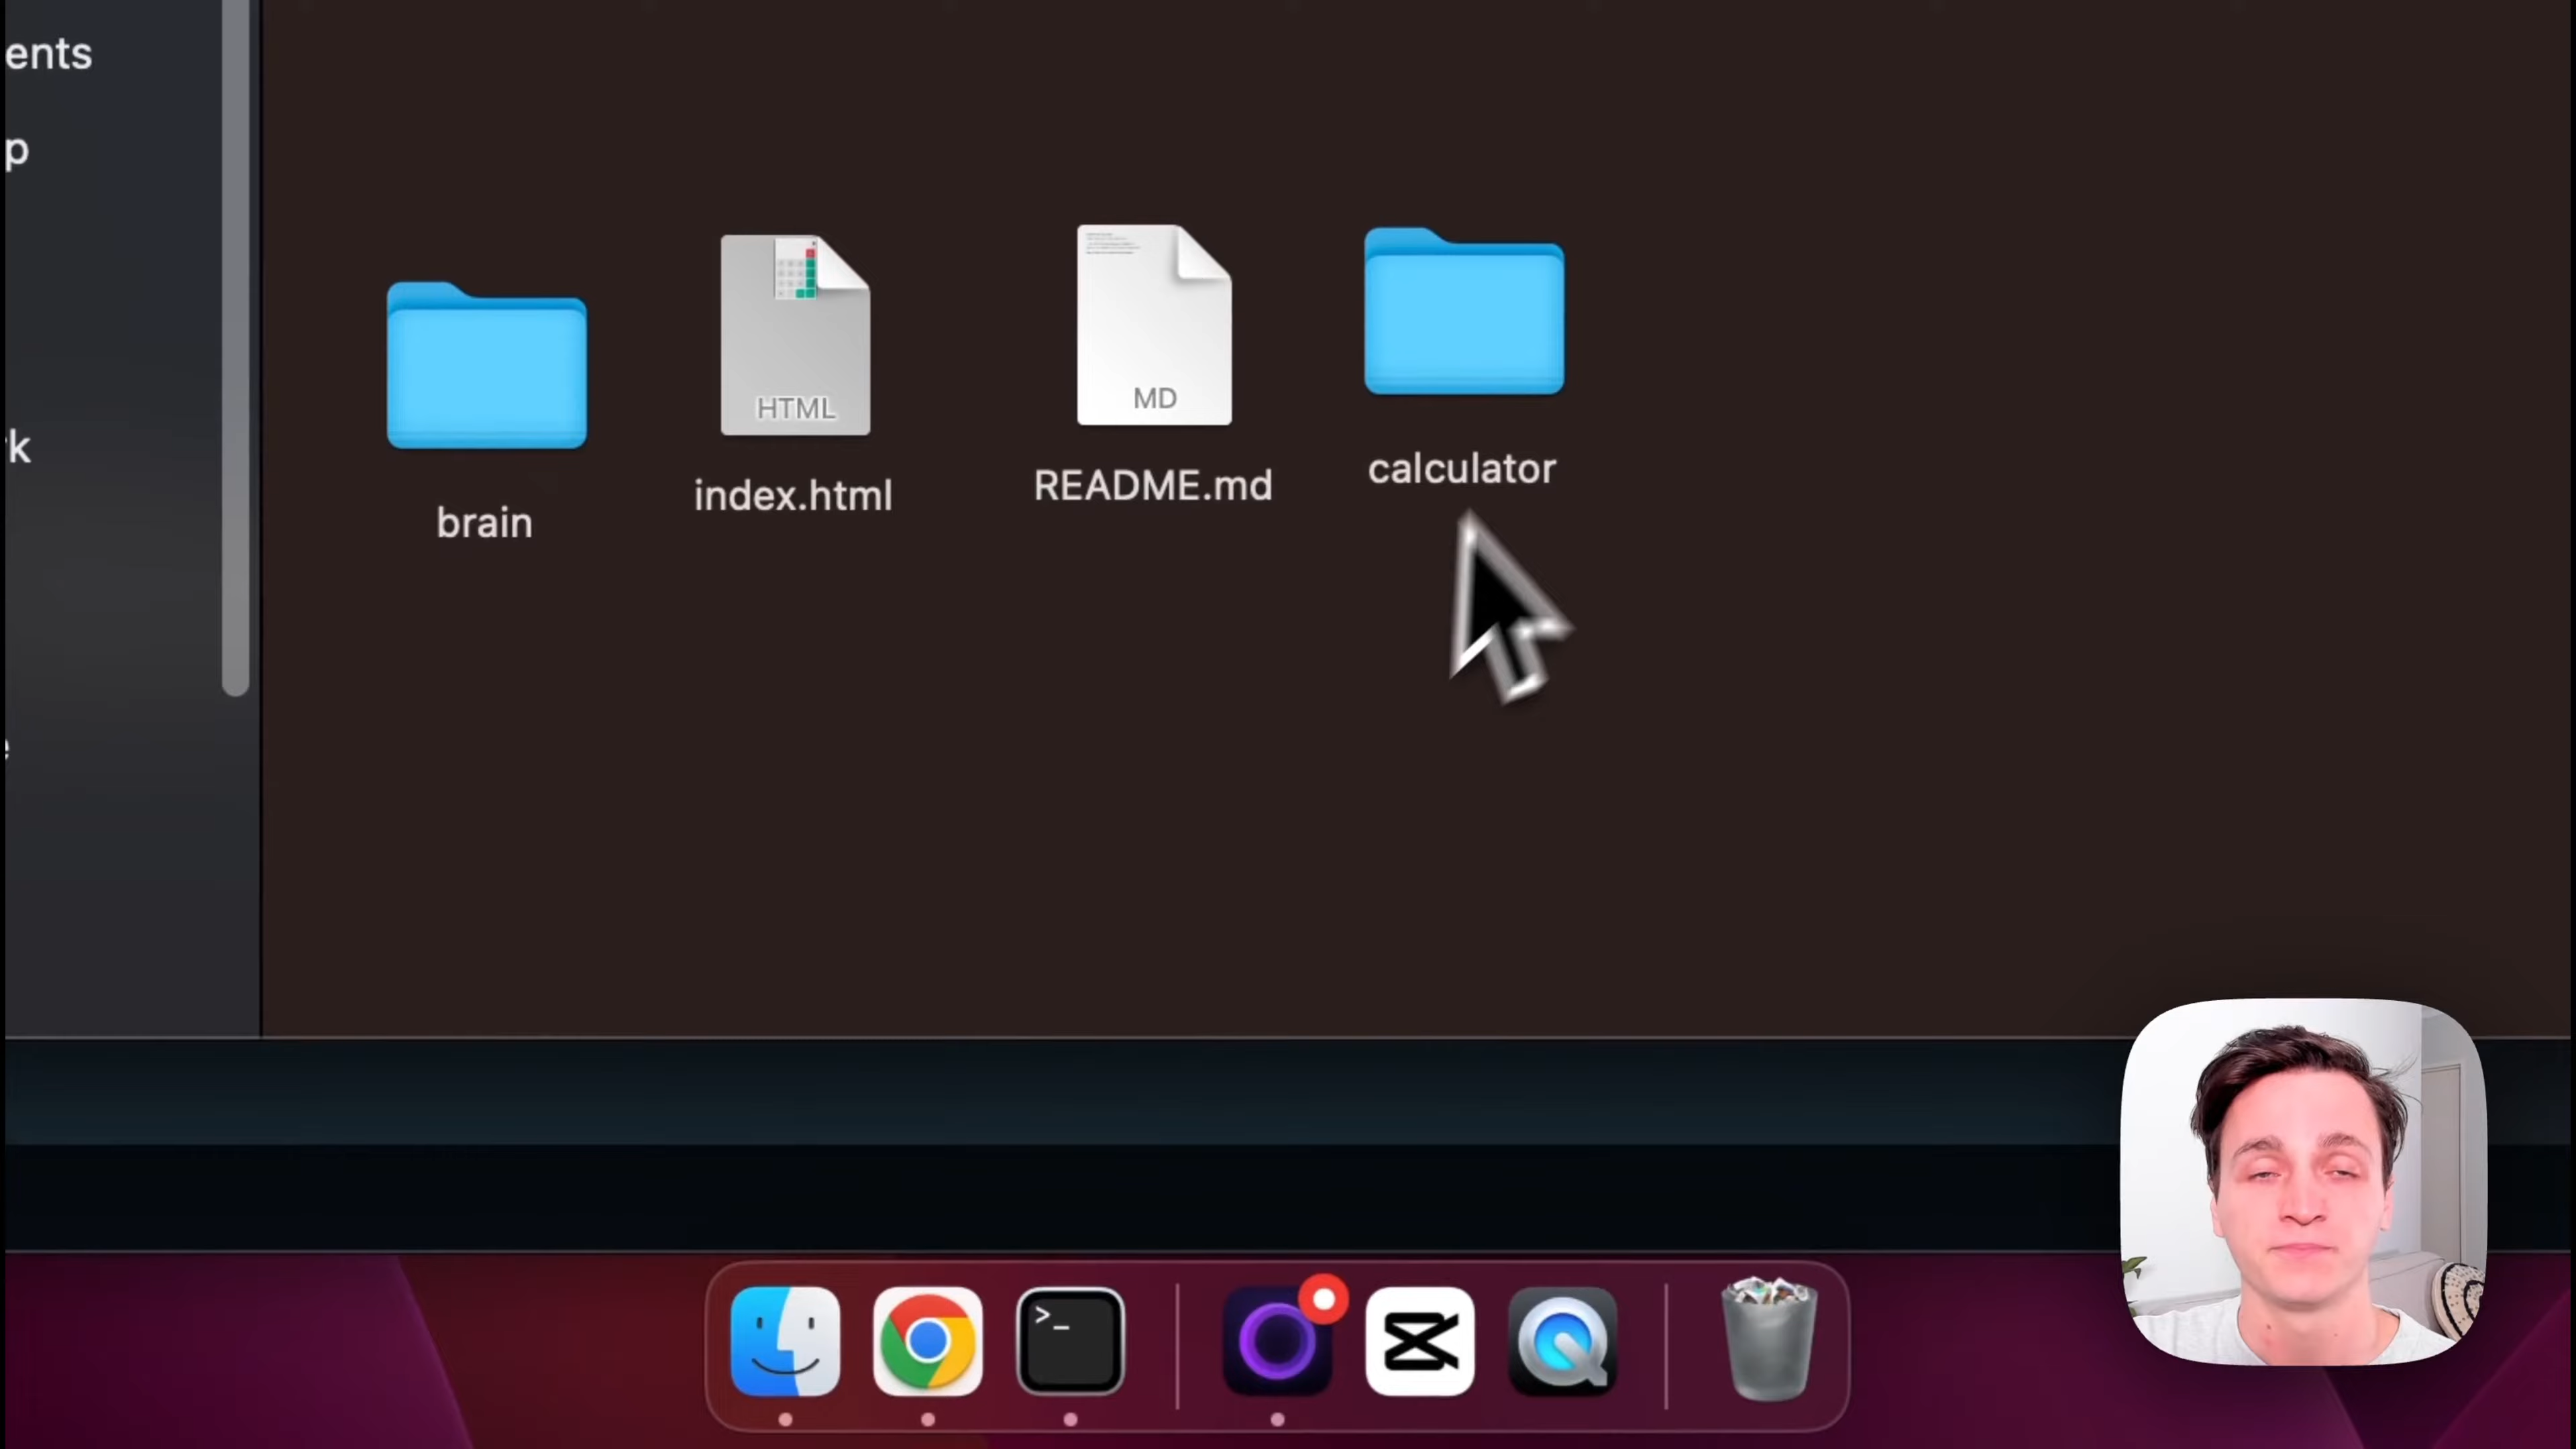 ents
p
k
e
HTML
MD
brain
index.html
README.md
calculator
>_